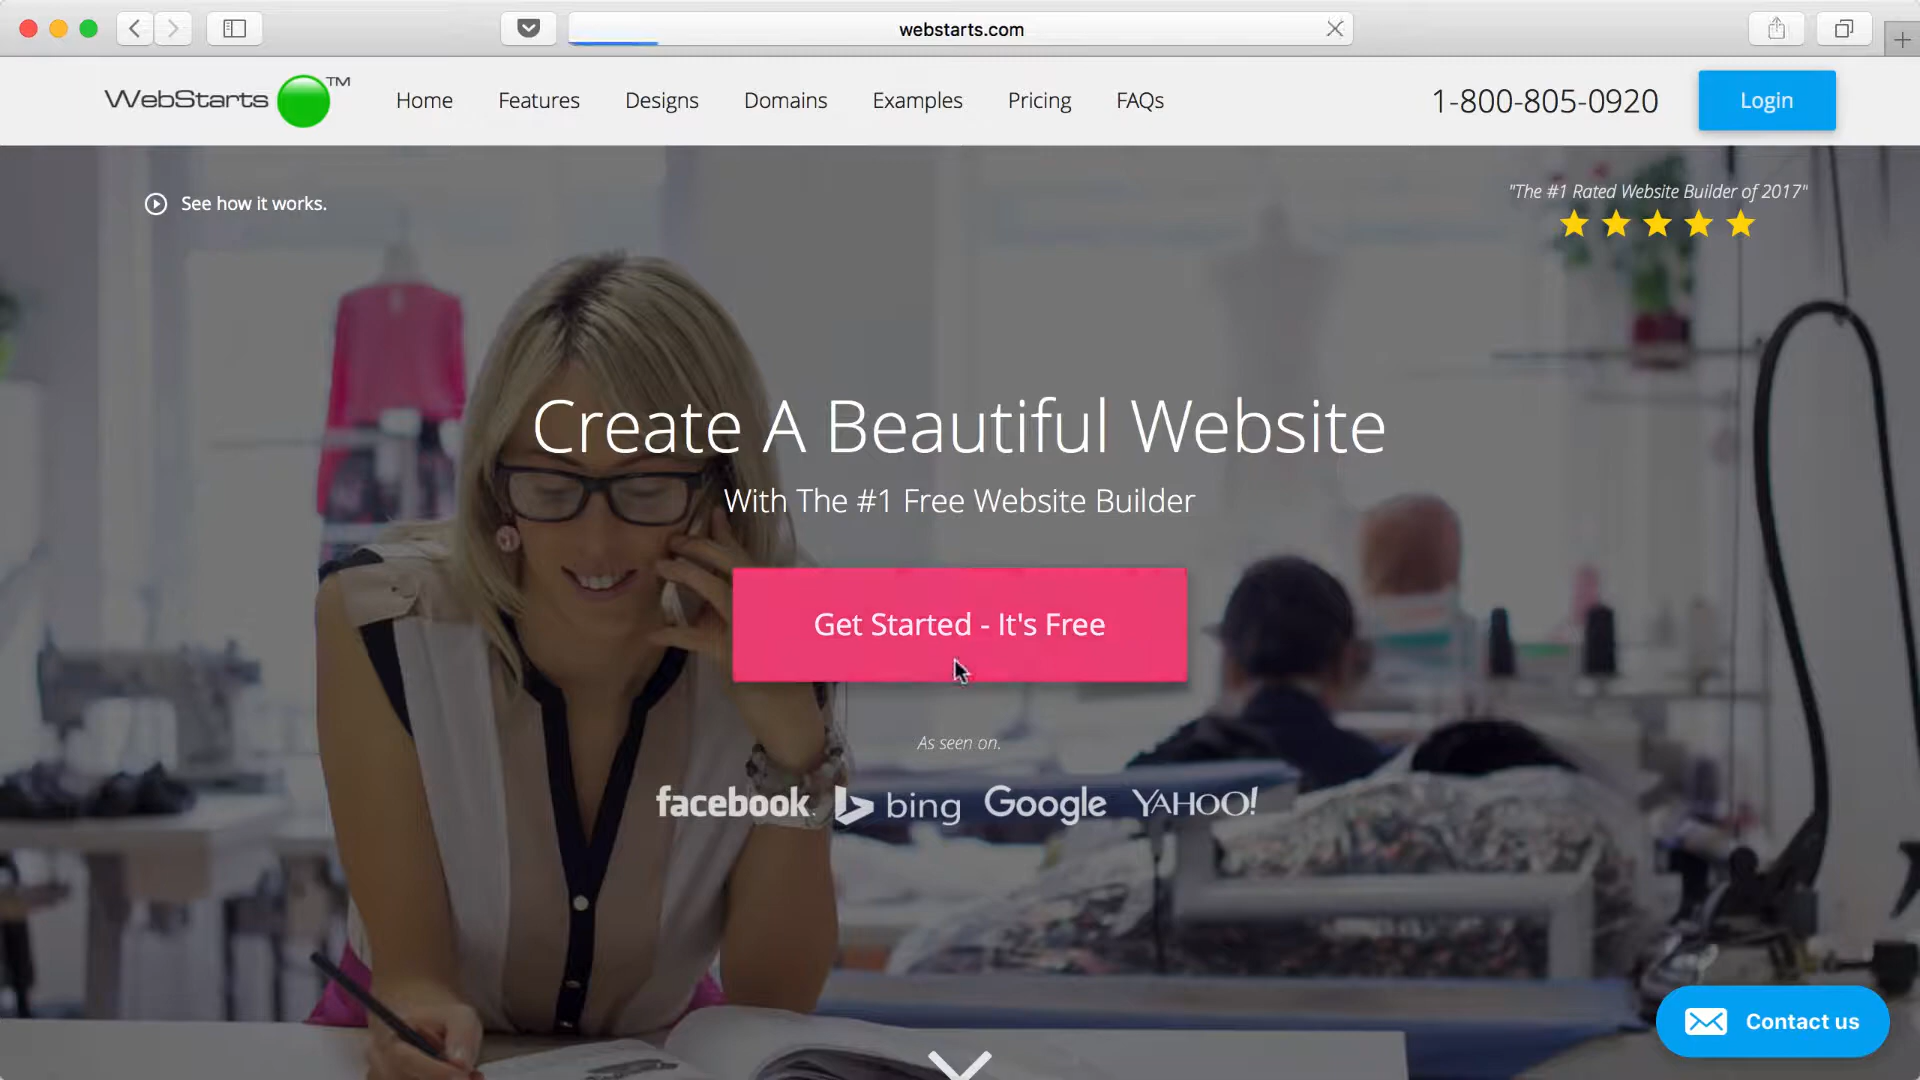 webstarts.com
WebStarts TM
Home Features Designs Domains Examples Pricing FAQs
1-800-805-0920
Login
See how it works.
"The #1 Rated Website Builder of 2017"
Create A Beautiful Website
With The #1 Free Website Builder
Get Started - It's Free
As seen on.
facebook. bing Google YAHOO!
Contact us